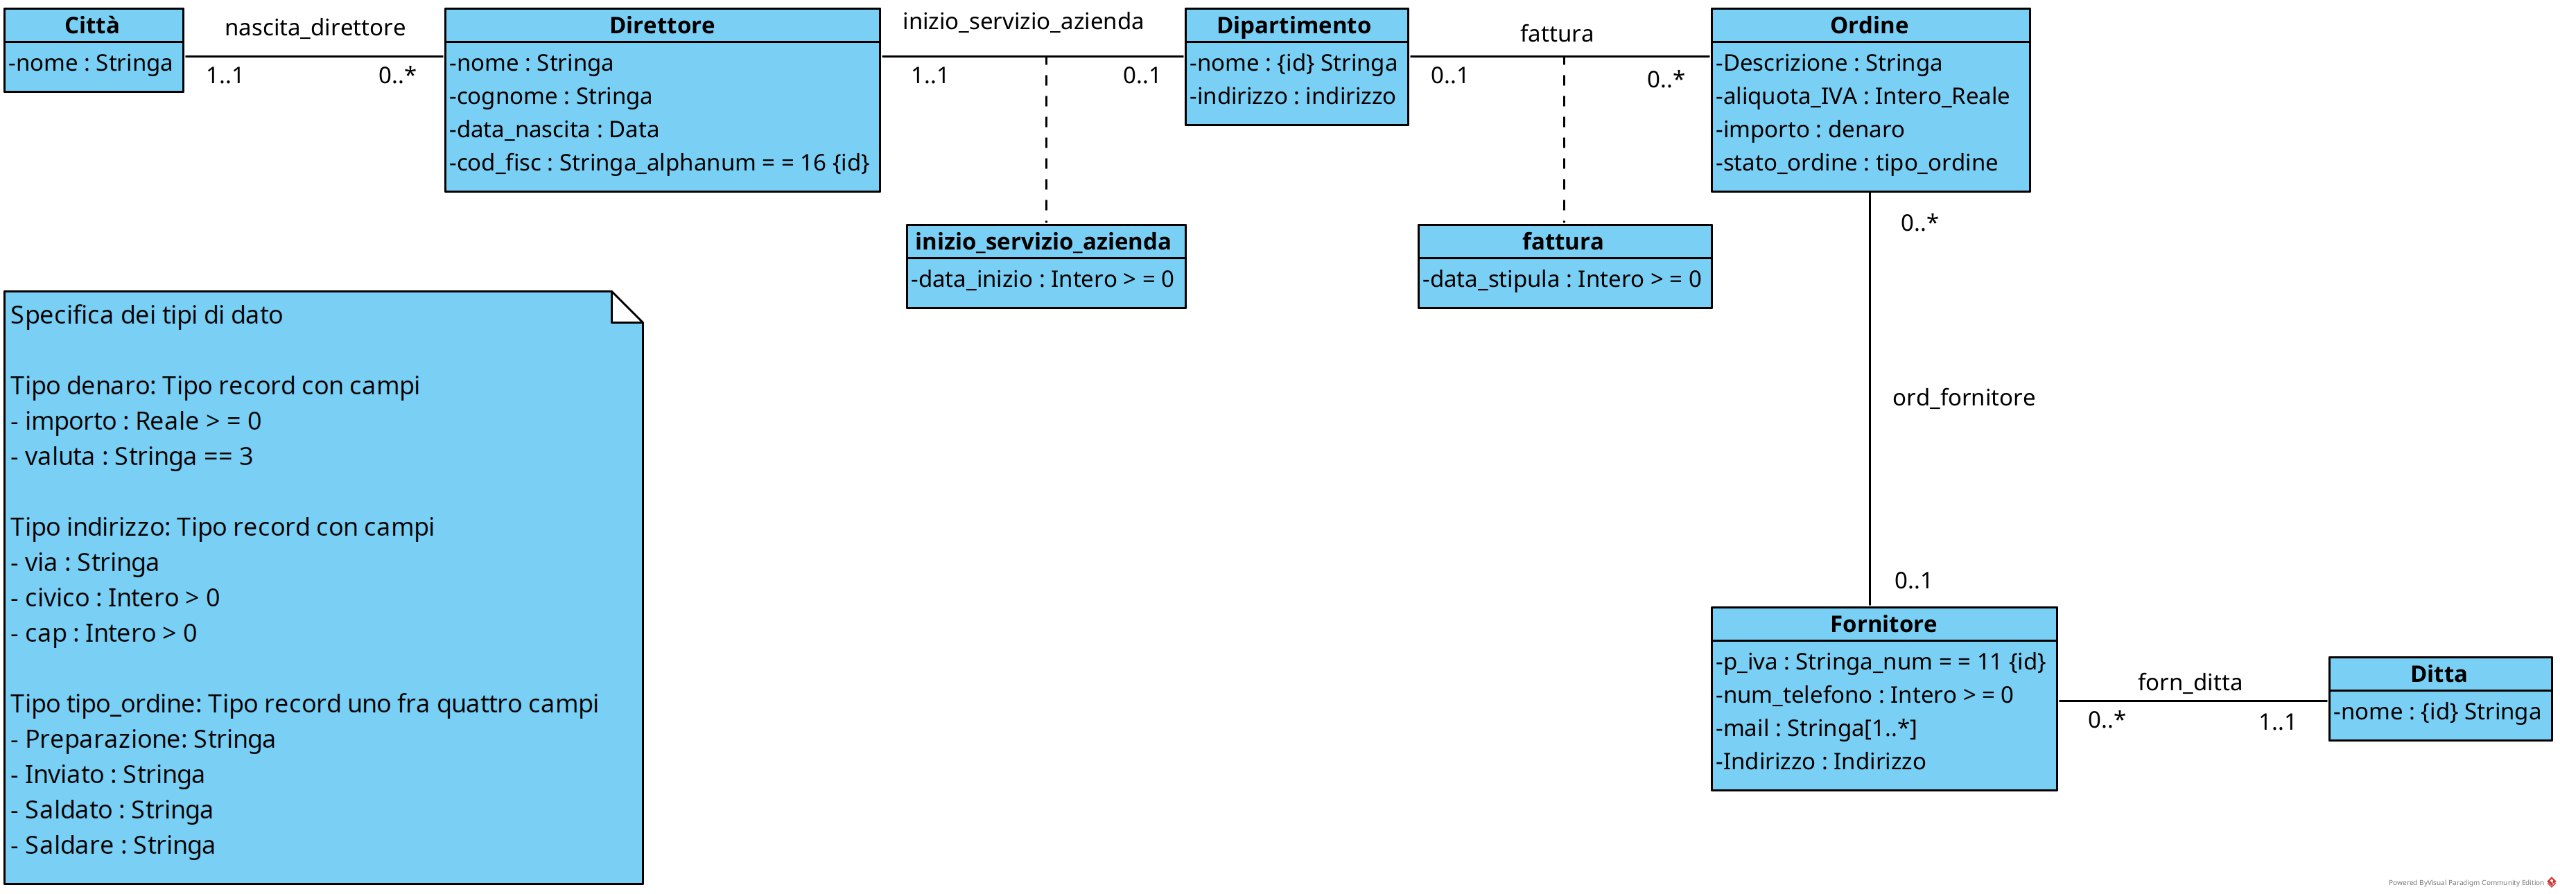 Città
-nome : Stringa
nascita_direttore
1..1
0..*
Direttore
-nome : Stringa
-cognome : Stringa
-data_nascita : Data
-cod_fisc : Stringa_alphanum = = 16 {id}
inizio_servizio_azienda
1..1
0..1
Dipartimento
-nome : {id} Stringa
-indirizzo : indirizzo
fattura
0..1
0..*
Ordine
-Descrizione : Stringa
-aliquota_IVA : Intero_Reale
-importo : denaro
-stato_ordine : tipo_ordine
inizio_servizio_azienda
-data_inizio : Intero > = 0
fattura
-data_stipula : Intero > = 0
0..*
ord_fornitore
0..1
Specifica dei tipi di dato
Tipo denaro: Tipo record con campi
- importo : Reale > = 0
- valuta : Stringa == 3
Tipo indirizzo: Tipo record con campi
- via : Stringa
- civico : Intero > 0
- cap : Intero > 0
Tipo tipo_ordine: Tipo record uno fra quattro campi
- Preparazione: Stringa
- Inviato : Stringa
- Saldato : Stringa
- Saldare : Stringa
Fornitore
-p_iva : Stringa_num = = 11 {id}
-num_telefono : Intero > = 0
-mail : Stringa[1..*]
-Indirizzo : Indirizzo
forn_ditta
0..*
1..1
Ditta
-nome : {id} Stringa
Powered ByVisual Paradigm Community Edition